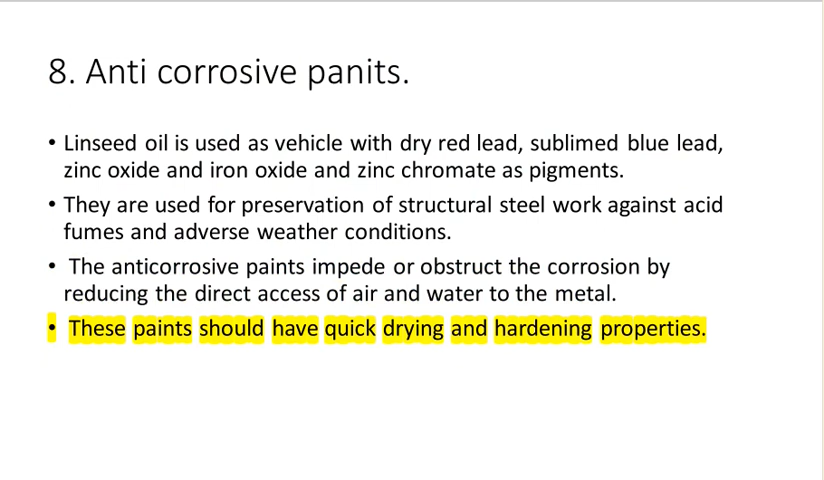 8. Anti corrosive panits.
• Linseed oil is used as vehicle with dry red lead, sublimed blue lead,
zinc oxide and iron oxide and zinc chromate as pigments.
• They are used for preservation of structural steel work against acid
fumes and adverse weather conditions.
• The anticorrosive paints impede or obstruct the corrosion by
reducing the direct access of air and water to the metal.
• These paints should have quick drying and hardening properties.